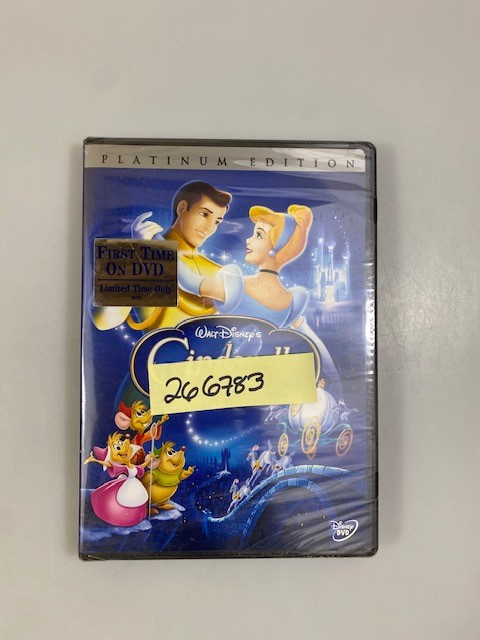 PLATINUM EDITION
FIRST TIME
ON DVD
Limited Time Only
WALT DISNEY'S
266783
DISNEY
DVD